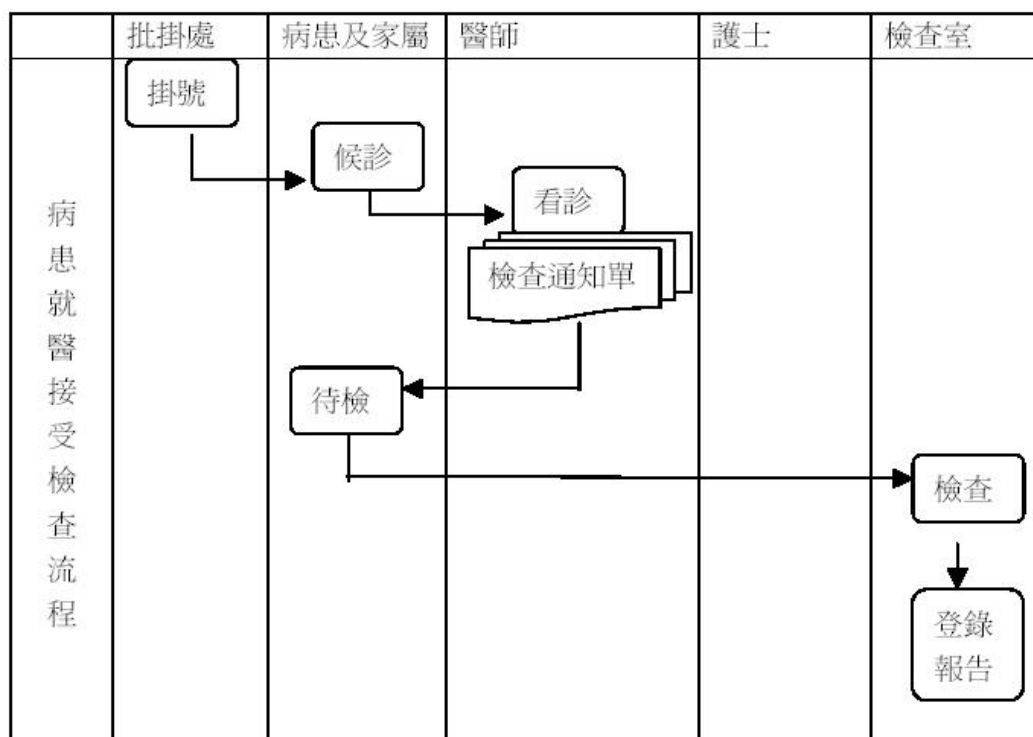 批掛處
病患及家屬
醫師
護士
檢查室
病患就醫接受檢查流程
掛號
候診
看診
檢查通知單
待檢
檢查
登錄
報告